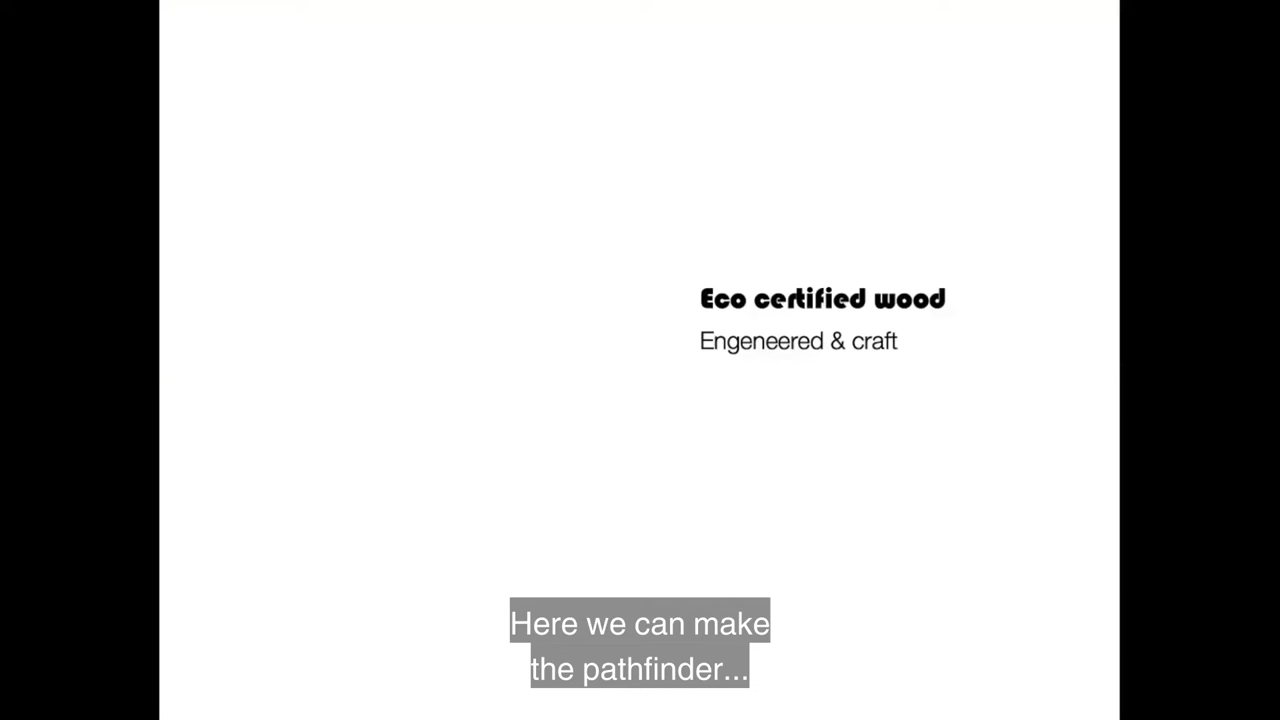 Eco certified wood
Engeneered & craft
Here we can make
the pathfinder...